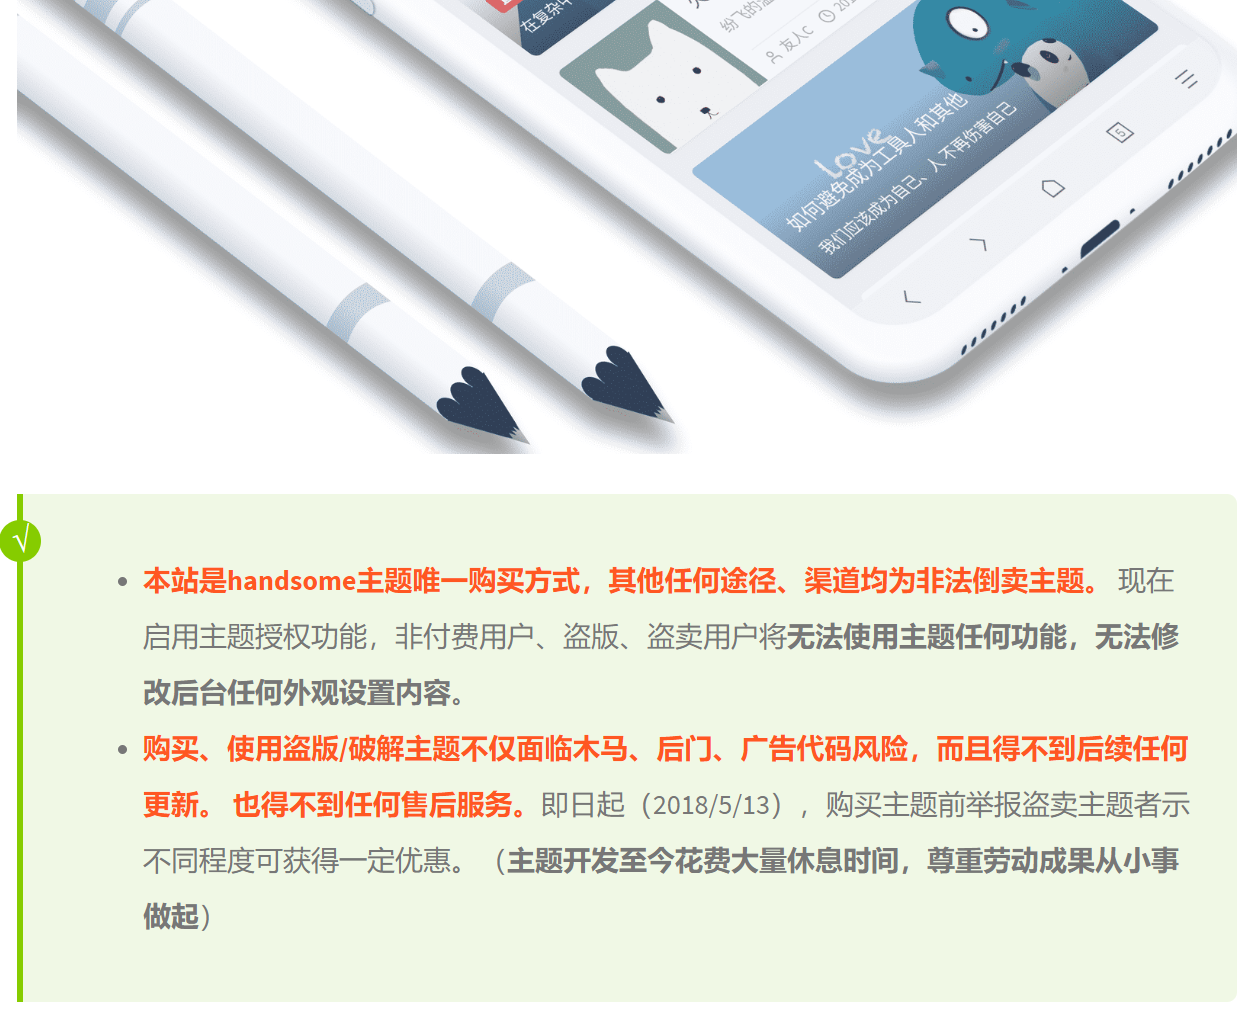 在复杂中
纷飞的
友人C
Love
如何避免成为工具人和其他
我们应该成为自己、人不再伤害自己
5
√
本站是handsome主题唯一购买方式，其他任何途径、渠道均为非法倒卖主题。 现在
启用主题授权功能，非付费用户、盗版、盗卖用户将无法使用主题任何功能，无法修
改后台任何外观设置内容。
购买、使用盗版/破解主题不仅面临木马、后门、广告代码风险，而且得不到后续任何
更新。 也得不到任何售后服务。即日起（2018/5/13），购买主题前举报盗卖主题者示
不同程度可获得一定优惠。（主题开发至今花费大量休息时间，尊重劳动成果从小事
做起）